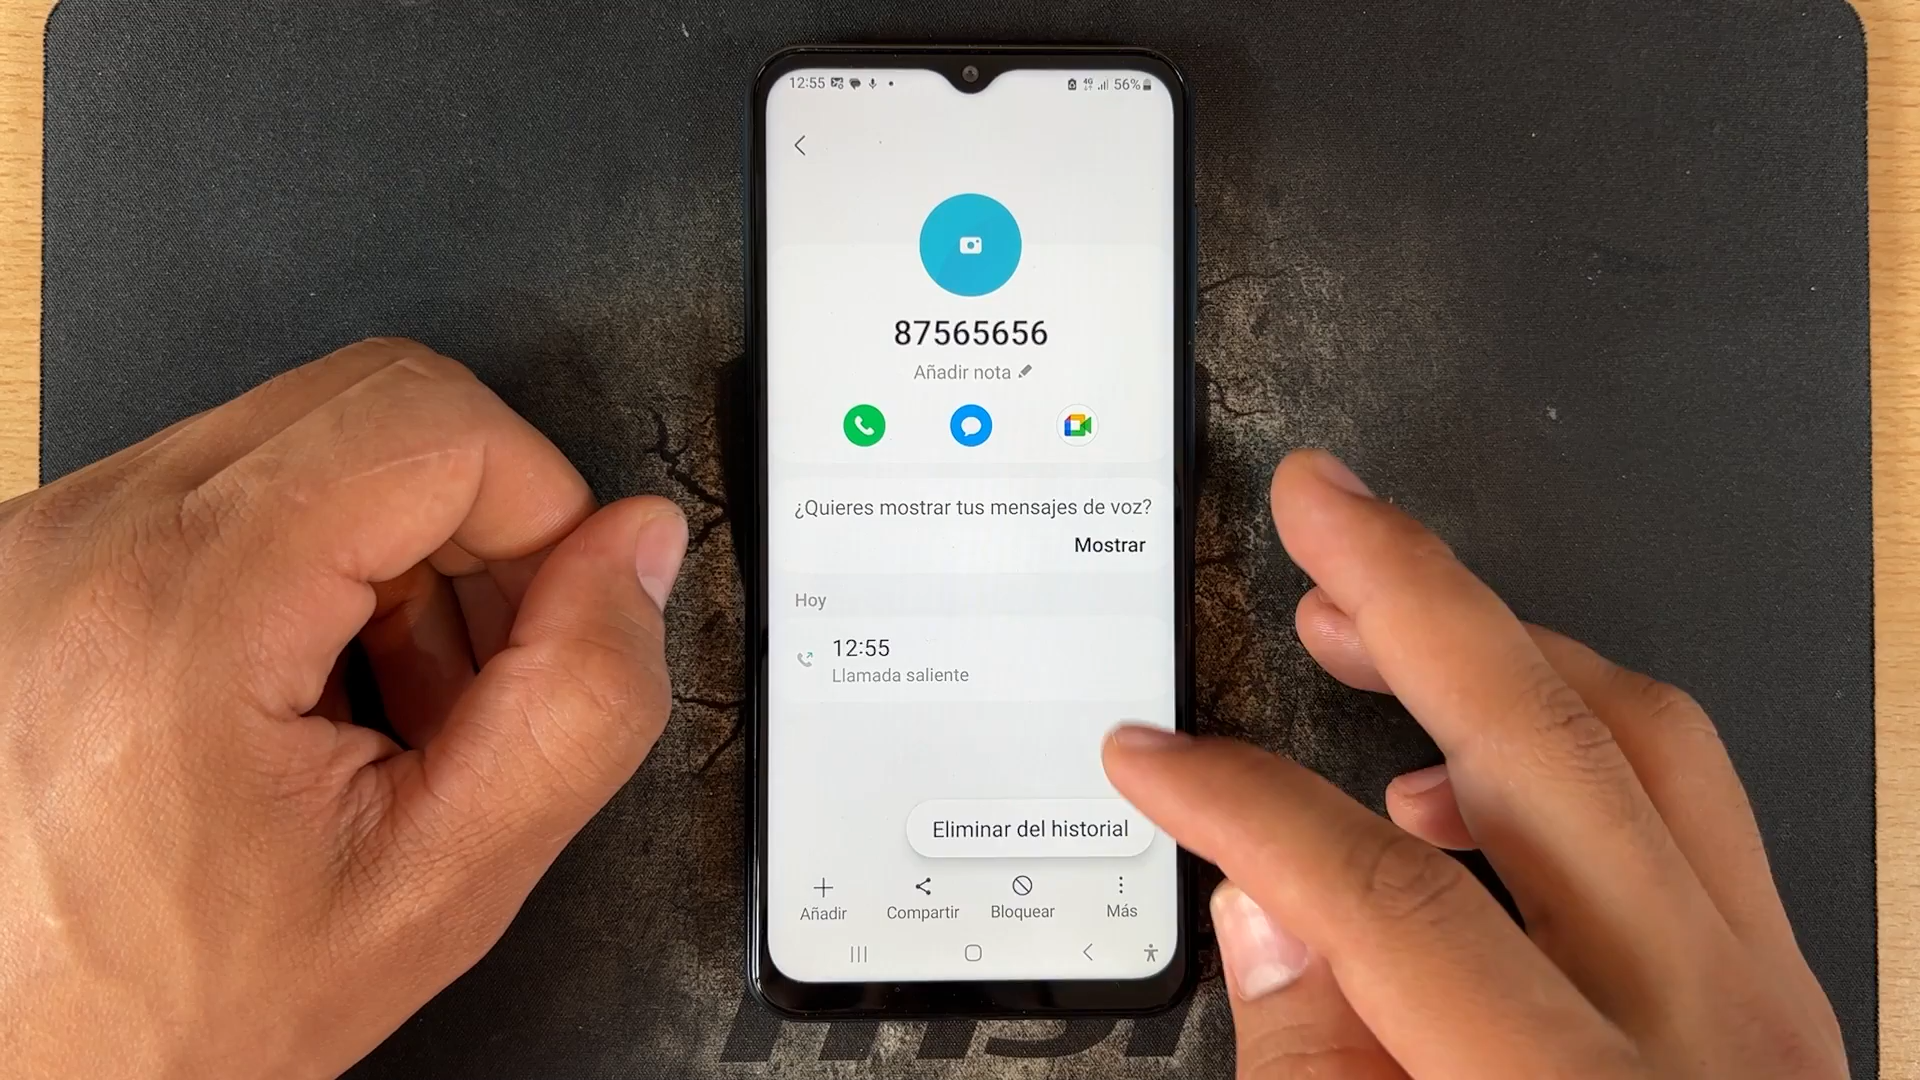 12:55
4G
56%
87565656
Añadir nota
¿Quieres mostrar tus mensajes de voz?
Mostrar
Hoy
12:55
Llamada saliente
Eliminar del historial
Añadir
Compartir
Bloquear
Más